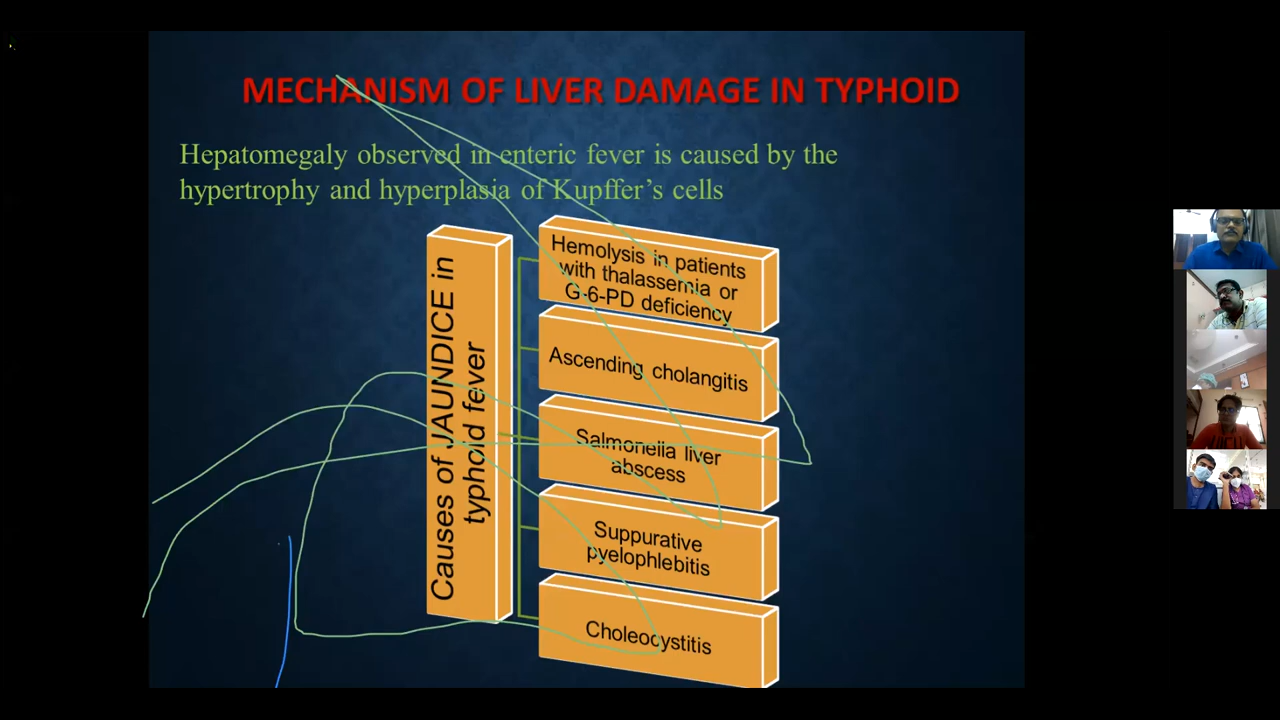 MECHANISM OF LIVER DAMAGE IN TYPHOID
Hepatomegaly observed in enteric fever is caused by the
hypertrophy and hyperplasia of Kupffer's cells
Causes of JAUNDICE in
typhoid fever
Hemolysis in patients
with thalassemia or
G-6-PD deficiency
Ascending cholangitis
Salmonella liver
abscess
Suppurative
pyelophlebitis
Choleocystitis